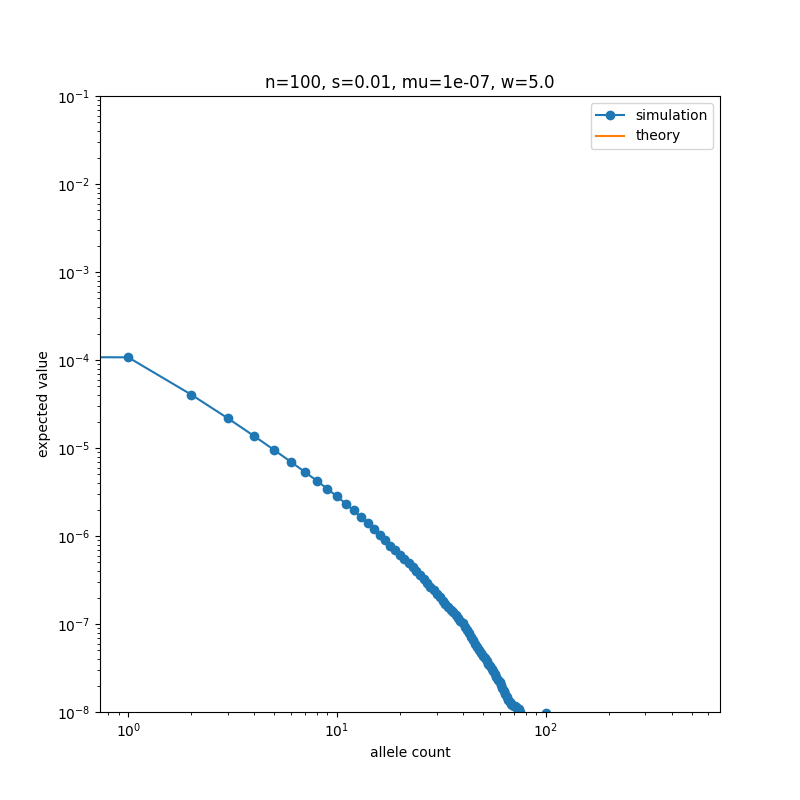 n=100, s=0.01, mu=1e-07, w=5.0
simulation
theory
10⁻¹
10⁻²
10⁻³
10⁻⁴
10⁻⁵
10⁻⁶
10⁻⁷
10⁻⁸
expected value
10⁰ 10¹ 10²
allele count